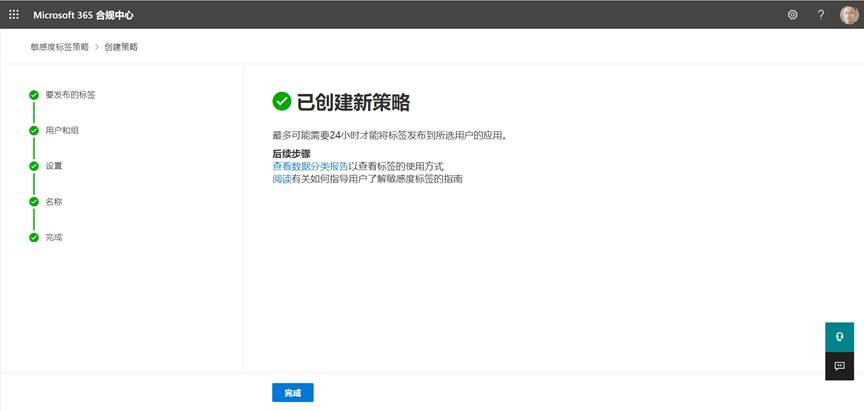 Microsoft 365 合规中心
?
敏感度标签策略 > 创建策略
要发布的标签
用户和组
设置
名称
完成
已创建新策略
最多可能需要24小时才能将标签发布到所选用户的应用。
后续步骤
查看数据分类报告以查看标签的使用方式
阅读有关如何指导用户了解敏感度标签的指南
完成